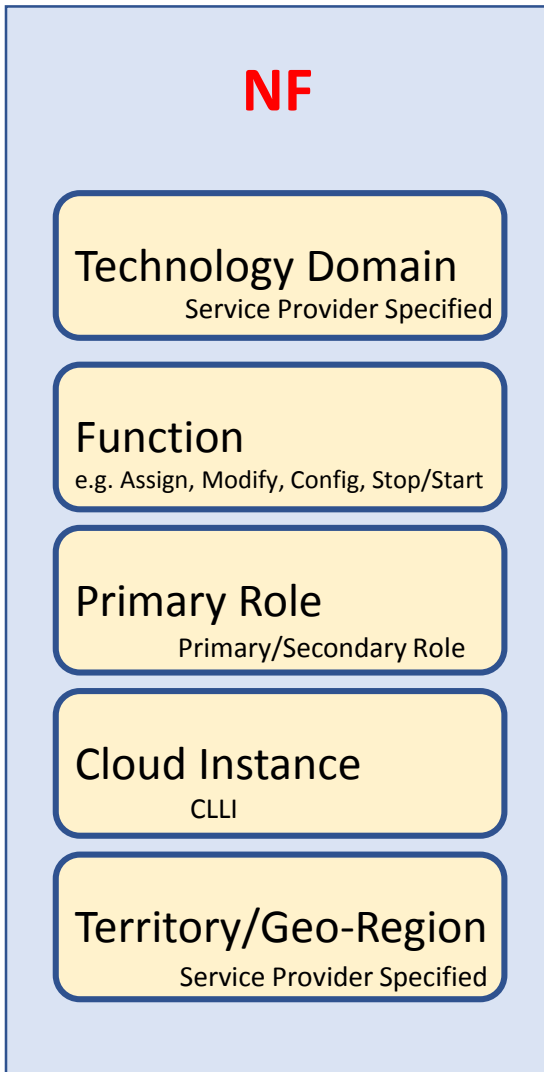 NF
Technology Domain
Service Provider Specified
Function
e.g. Assign, Modify, Config, Stop/Start
Primary Role
Primary/Secondary Role
Cloud Instance
CLLI
Territory/Geo-Region
Service Provider Specified